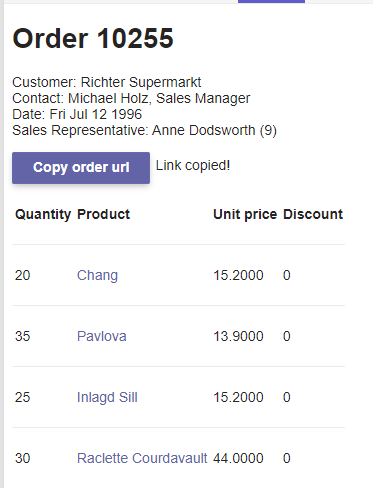 Order 10255
Customer: Richter Supermarkt
Contact: Michael Holz, Sales Manager
Date: Fri Jul 12 1996
Sales Representative: Anne Dodsworth (9)
Copy order url Link copied!
Quantity Product Unit price Discount
20 Chang 15.2000 0
35 Pavlova 13.9000 0
25 Inlagd Sill 15.2000 0
30 Raclette Courdavault 44.0000 0